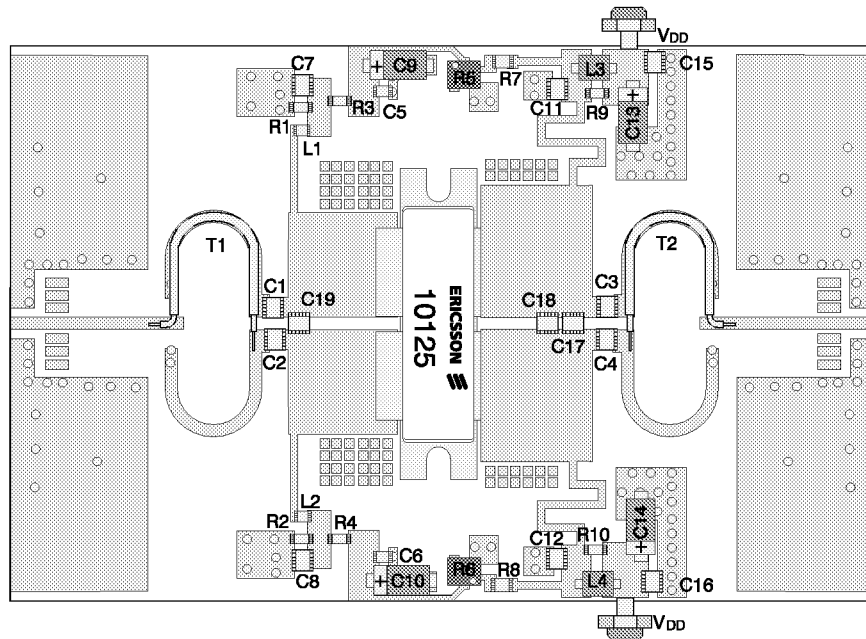 VDD
C7
C9
R5
R7
L3
C15
R3
C5
C11
R9
C13
R1
L1
T1
T2
C1
C19
C3
C18
C17
C2
C4
ERICSSON
10125
L2
R2
R4
C14
C6
C12
R10
C8
C10
R6
R8
L4
C16
VDD